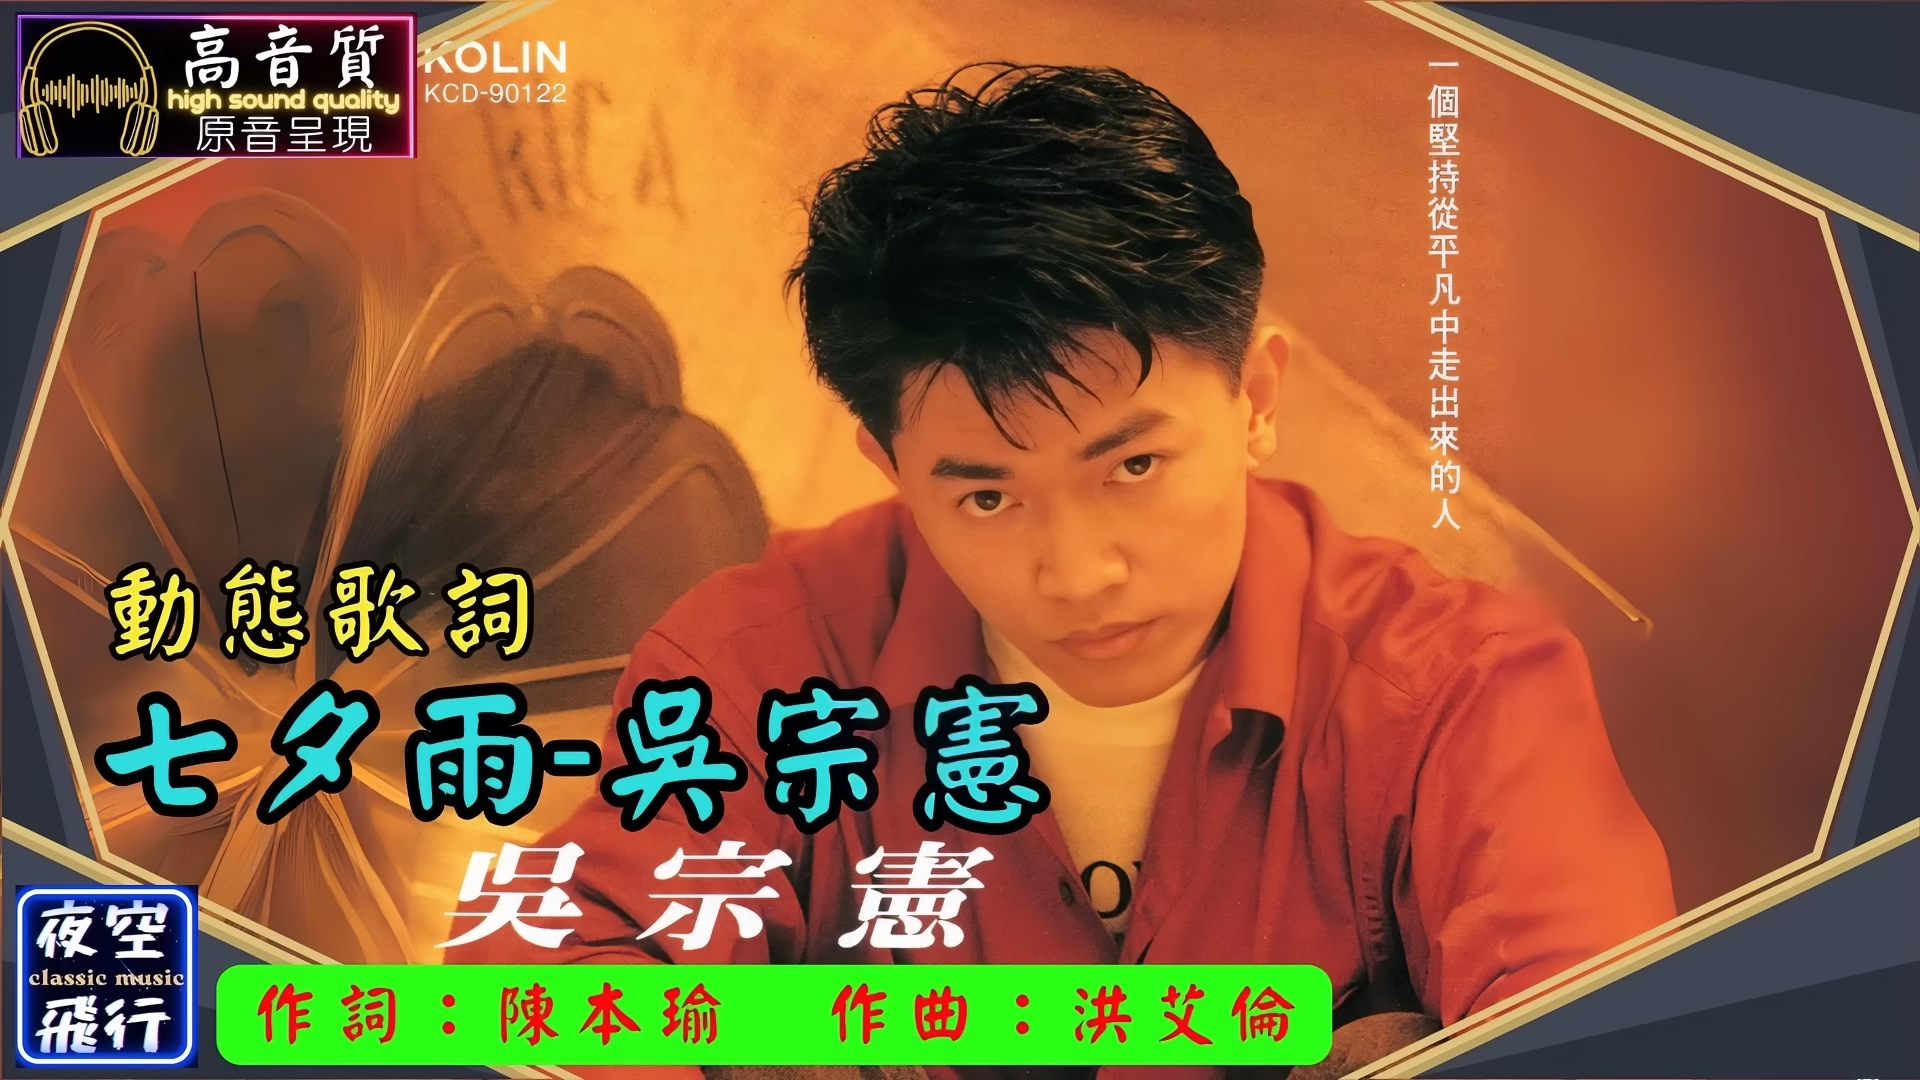 高音質
high sound quality
原音呈現
KOLIN
KCD-90122
一個堅持從平凡中走出來的人
動態歌詞
七夕雨-吳宗憲
吳宗憲
夜空
classic music
飛行
作詞：陳本瑜 作曲：洪艾倫